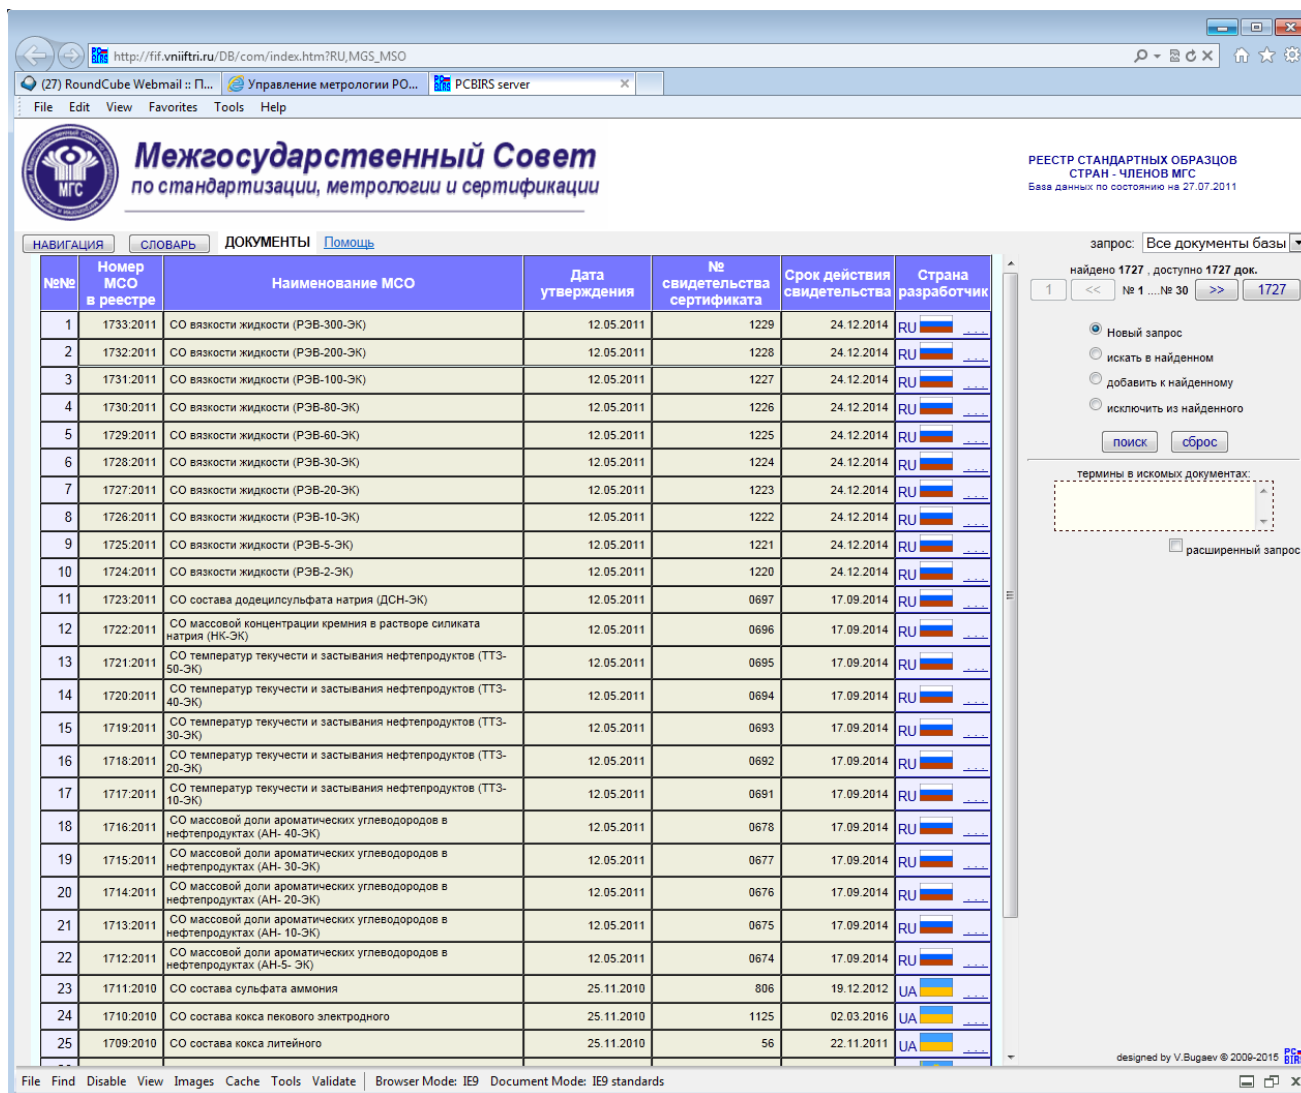 http://fif.vniiftri.ru/DB/com/index.htm?RU,MGS_MSO
(27) RoundCube Webmail :: П... Управление метрологии РО... PCBIRS server
File Edit View Favorites Tools Help
МГС
Межгосударственный Совет
по стандартизации, метрологии и сертификации
РЕЕСТР СТАНДАРТНЫХ ОБРАЗЦОВ
СТРАН - ЧЛЕНОВ МГС
База данных по состоянию на 27.07.2011
НАВИГАЦИЯ СЛОВАРЬ ДОКУМЕНТЫ Помощь
запрос: Все документы базы
найдено 1727 , доступно 1727 док.
1 << № 1 ....№ 30 >> 1727
Новый запрос
искать в найденном
добавить к найденному
исключить из найденного
поиск сброс
термины в искомых документах:
расширенный запрос
№№ Номер МСО в реестре Наименование МСО Дата утверждения № свидетельства сертификата Срок действия свидетельства Страна разработчик
1 1733:2011 СО вязкости жидкости (РЭВ-300-ЭК) 12.05.2011 1229 24.12.2014 RU ...
2 1732:2011 СО вязкости жидкости (РЭВ-200-ЭК) 12.05.2011 1228 24.12.2014 RU ...
3 1731:2011 СО вязкости жидкости (РЭВ-100-ЭК) 12.05.2011 1227 24.12.2014 RU ...
4 1730:2011 СО вязкости жидкости (РЭВ-80-ЭК) 12.05.2011 1226 24.12.2014 RU ...
5 1729:2011 СО вязкости жидкости (РЭВ-60-ЭК) 12.05.2011 1225 24.12.2014 RU ...
6 1728:2011 СО вязкости жидкости (РЭВ-30-ЭК) 12.05.2011 1224 24.12.2014 RU ...
7 1727:2011 СО вязкости жидкости (РЭВ-20-ЭК) 12.05.2011 1223 24.12.2014 RU ...
8 1726:2011 СО вязкости жидкости (РЭВ-10-ЭК) 12.05.2011 1222 24.12.2014 RU ...
9 1725:2011 СО вязкости жидкости (РЭВ-5-ЭК) 12.05.2011 1221 24.12.2014 RU ...
10 1724:2011 СО вязкости жидкости (РЭВ-2-ЭК) 12.05.2011 1220 24.12.2014 RU ...
11 1723:2011 СО состава додецилсульфата натрия (ДСН-ЭК) 12.05.2011 0697 17.09.2014 RU ...
12 1722:2011 СО массовой концентрации кремния в растворе силиката натрия (НК-ЭК) 12.05.2011 0696 17.09.2014 RU ...
13 1721:2011 СО температур текучести и застывания нефтепродуктов (ТТЗ-50-ЭК) 12.05.2011 0695 17.09.2014 RU ...
14 1720:2011 СО температур текучести и застывания нефтепродуктов (ТТЗ-40-ЭК) 12.05.2011 0694 17.09.2014 RU ...
15 1719:2011 СО температур текучести и застывания нефтепродуктов (ТТЗ-30-ЭК) 12.05.2011 0693 17.09.2014 RU ...
16 1718:2011 СО температур текучести и застывания нефтепродуктов (ТТЗ-20-ЭК) 12.05.2011 0692 17.09.2014 RU ...
17 1717:2011 СО температур текучести и застывания нефтепродуктов (ТТЗ-10-ЭК) 12.05.2011 0691 17.09.2014 RU ...
18 1716:2011 СО массовой доли ароматических углеводородов в нефтепродуктах (АН- 40-ЭК) 12.05.2011 0678 17.09.2014 RU ...
19 1715:2011 СО массовой доли ароматических углеводородов в нефтепродуктах (АН- 30-ЭК) 12.05.2011 0677 17.09.2014 RU ...
20 1714:2011 СО массовой доли ароматических углеводородов в нефтепродуктах (АН- 20-ЭК) 12.05.2011 0676 17.09.2014 RU ...
21 1713:2011 СО массовой доли ароматических углеводородов в нефтепродуктах (АН- 10-ЭК) 12.05.2011 0675 17.09.2014 RU ...
22 1712:2011 СО массовой доли ароматических углеводородов в нефтепродуктах (АН-5- ЭК) 12.05.2011 0674 17.09.2014 RU ...
23 1711:2010 СО состава сульфата аммония 25.11.2010 806 19.12.2012 UA ...
24 1710:2010 СО состава кокса пекового электродного 25.11.2010 1125 02.03.2016 UA ...
25 1709:2010 СО состава кокса литейного 25.11.2010 56 22.11.2011 UA ...
designed by V.Bugaev © 2009-2015
File Find Disable View Images Cache Tools Validate Browser Mode: IE9 Document Mode: IE9 standards